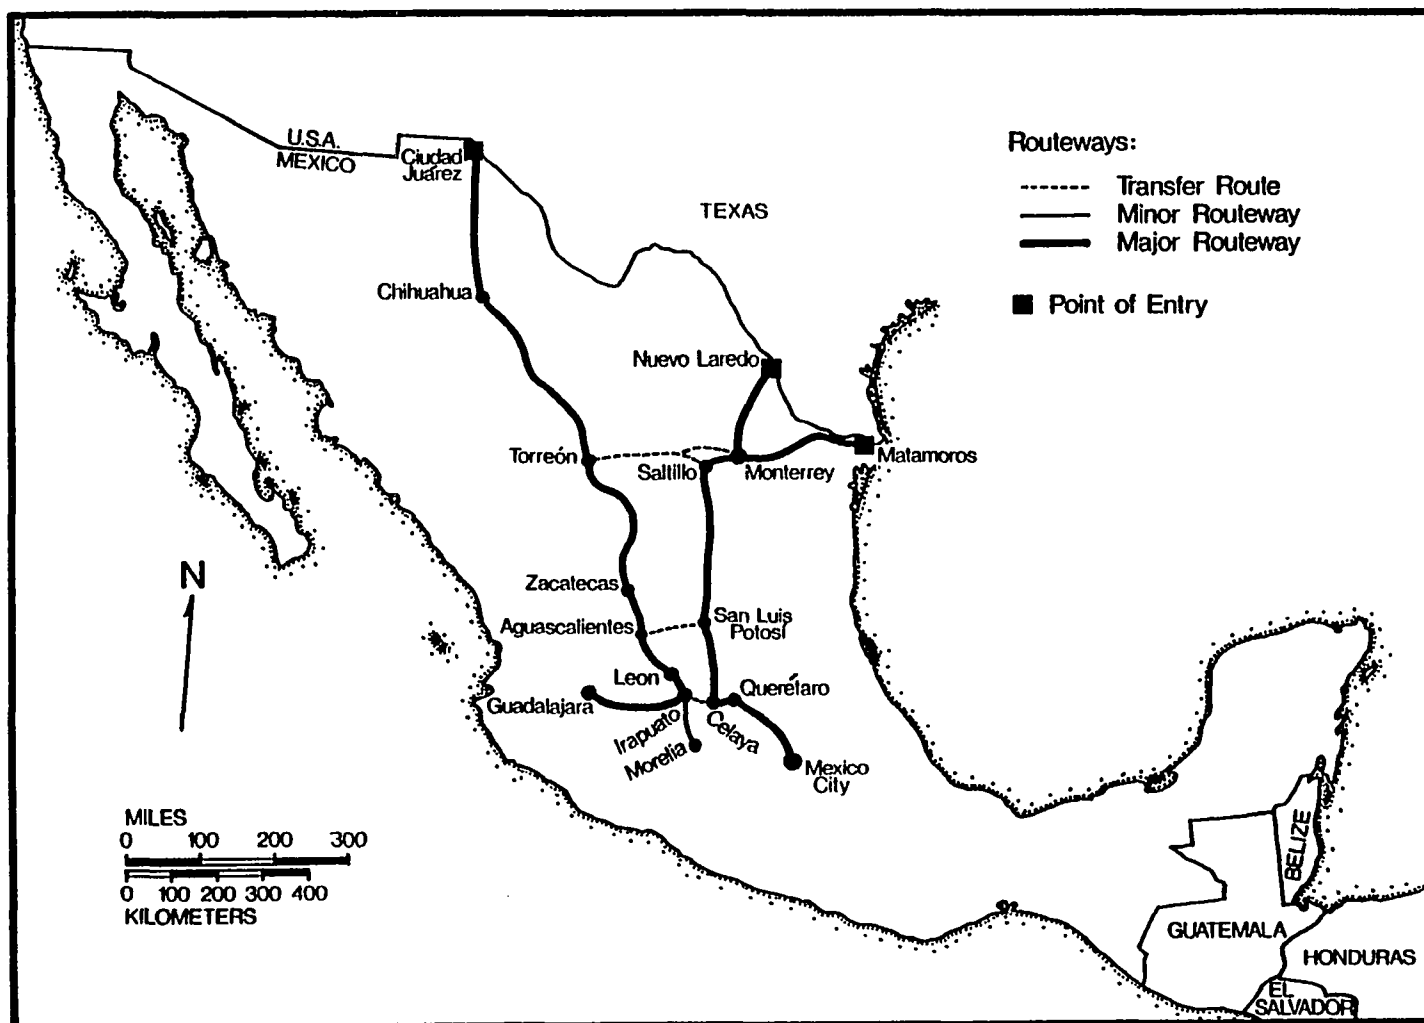 U.S.A.
MEXICO
Ciudad
Juárez
TEXAS
Routeways:
Transfer Route
Minor Routeway
Major Routeway
Point of Entry
Chihuahua
Nuevo Laredo
Torreón
Saltillo
Monterrey
Matamoros
N
Zacatecas
Aguascalientes
San Luis
Potosí
Leon
Querétaro
Guadalajara
Irapuato
Celaya
Morelia
Mexico
City
MILES
0 100 200 300
0 100 200 300 400
KILOMETERS
BELIZE
GUATEMALA
HONDURAS
EL
SALVADOR